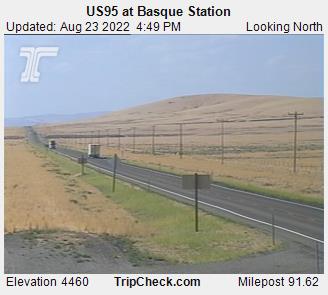 US95 at Basque Station
Updated: Aug 23 2022 4:49 PM Looking North
Elevation 4460 TripCheck.com Milepost 91.62